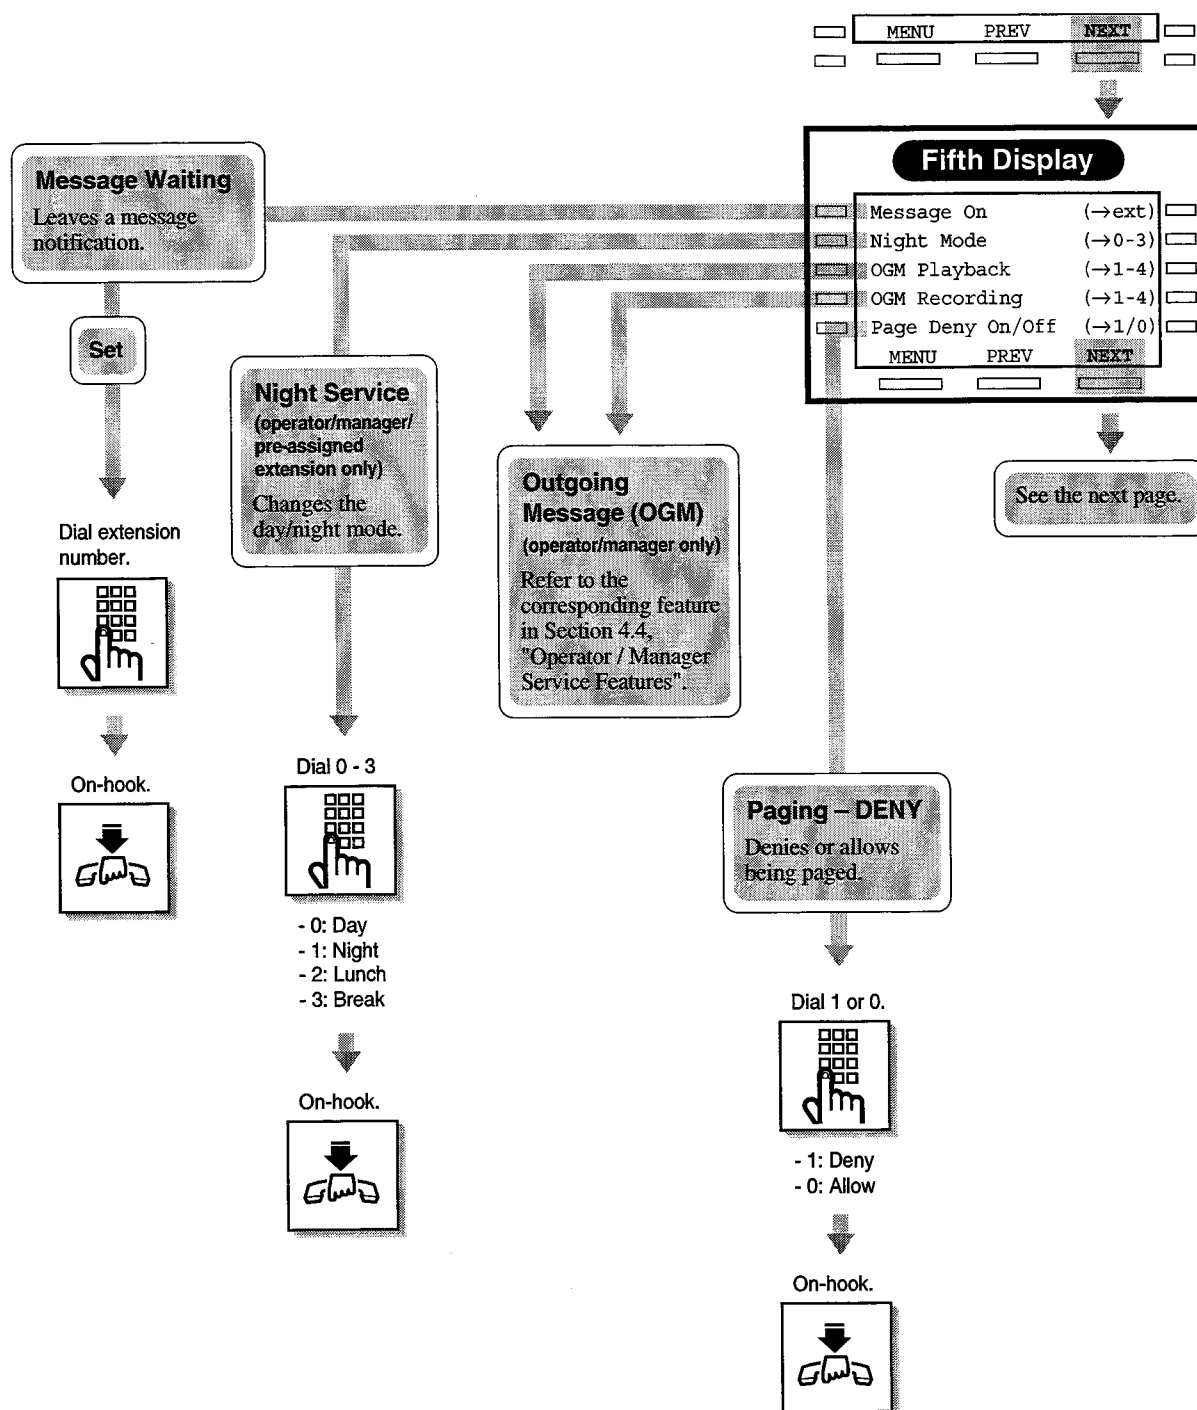 MENU PREV NEXT
Fifth Display
Message On (→ext)
Night Mode (→0-3)
OGM Playback (→1-4)
OGM Recording (→1-4)
Page Deny On/Off (→1/0)
MENU PREV NEXT
See the next page.
Message Waiting
Leaves a message
notification.
Set
Dial extension
number.
On-hook.
Night Service
(operator/manager/
pre-assigned
extension only)
Changes the
day/night mode.
Dial 0 - 3
- 0: Day
- 1: Night
- 2: Lunch
- 3: Break
On-hook.
Outgoing
Message (OGM)
(operator/manager only)
Refer to the
corresponding feature
in Section 4.4,
"Operator / Manager
Service Features".
Paging – DENY
Denies or allows
being paged.
Dial 1 or 0.
- 1: Deny
- 0: Allow
On-hook.